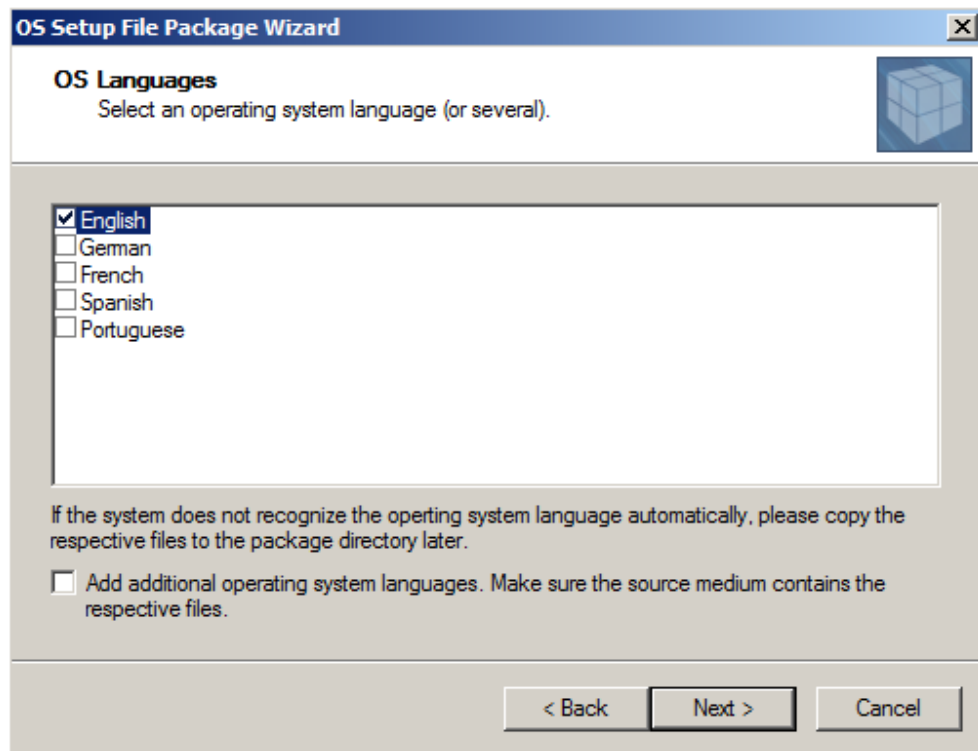 OS Setup File Package Wizard
OS Languages
Select an operating system language (or several).
English
German
French
Spanish
Portuguese
If the system does not recognize the operting system language automatically, please copy the
respective files to the package directory later.
Add additional operating system languages. Make sure the source medium contains the
respective files.
< Back
Next >
Cancel